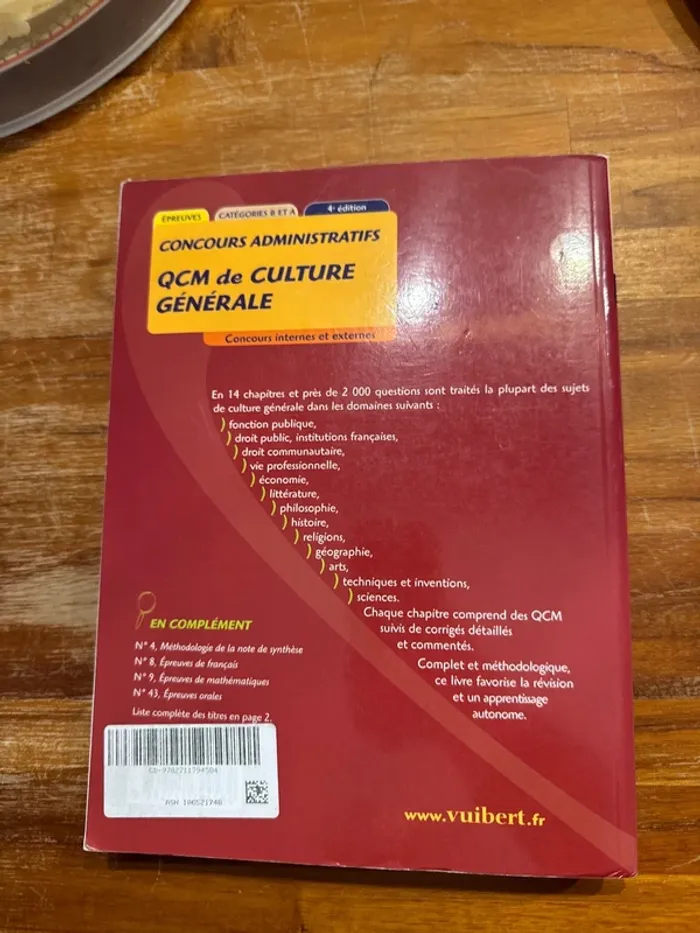 ÉPREUVES CATÉGORIES B ET A 4e édition
CONCOURS ADMINISTRATIFS
QCM de CULTURE
GÉNÉRALE
Concours internes et externes
En 14 chapitres et près de 2 000 questions sont traités la plupart des sujets
de culture générale dans les domaines suivants :
) fonction publique,
) droit public, institutions françaises,
) droit communautaire,
) vie professionnelle,
) économie,
) littérature,
) philosophie,
) histoire,
) religions,
) géographie,
) arts,
) techniques et inventions,
) sciences.
Chaque chapitre comprend des QCM
suivis de corrigés détaillés
et commentés.
Complet et méthodologique,
ce livre favorise la révision
et un apprentissage
autonome.
EN COMPLÉMENT
N° 4, Méthodologie de la note de synthèse
N° 8, Épreuves de français
N° 9, Épreuves de mathématiques
N° 43, Épreuves orales
Liste complète des titres en page 2.
GD-9782711794584
ASN 106521740
www.vuibert.fr